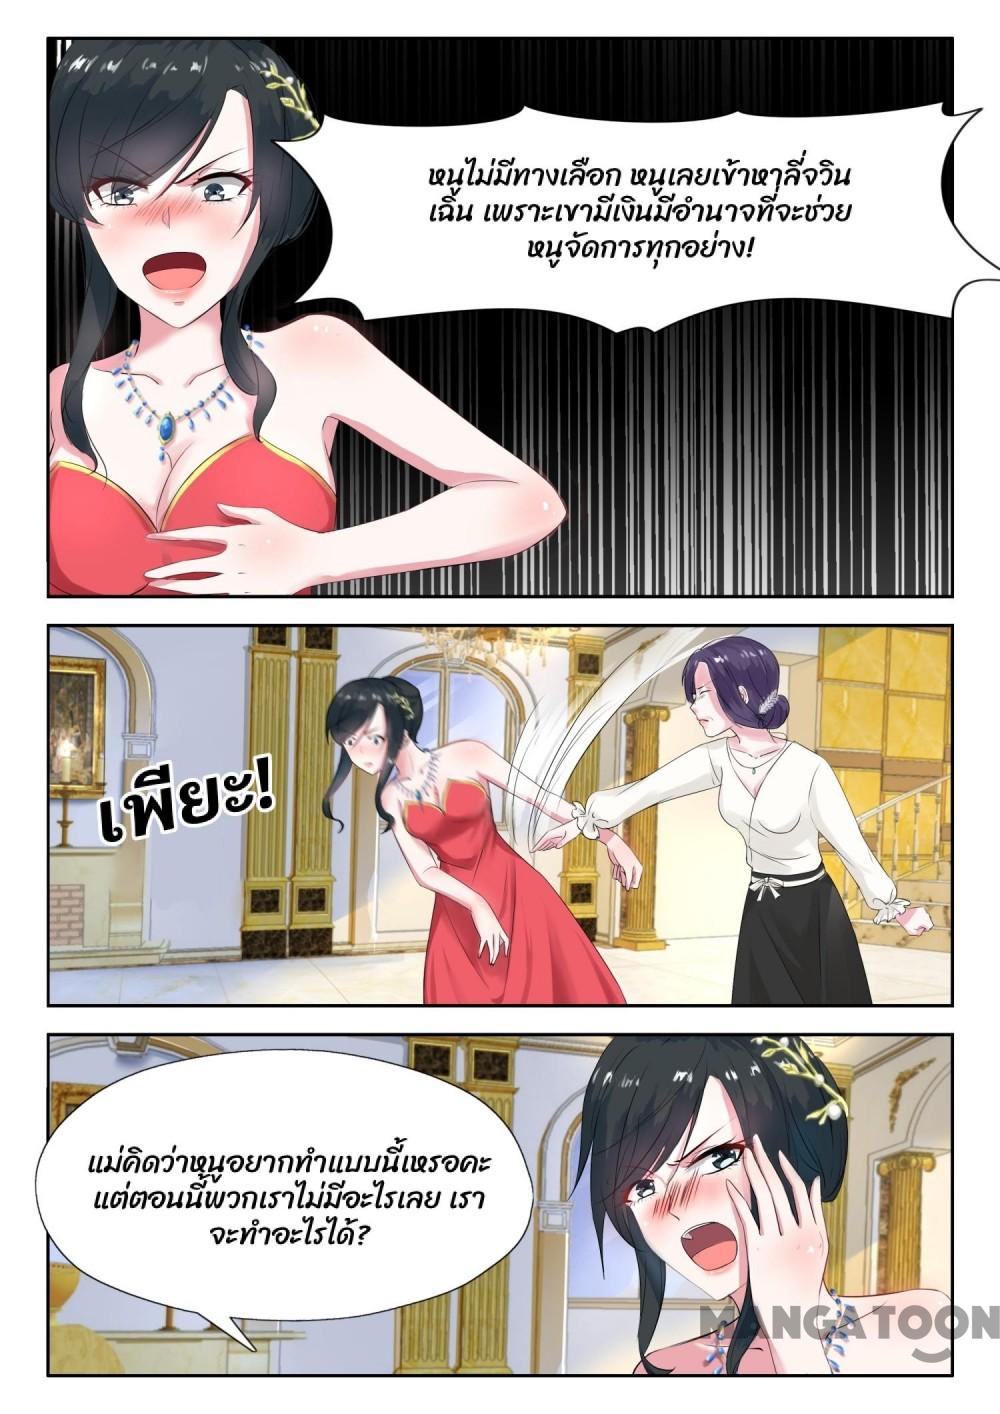 หนูไม่มีทางเลือก หนูเลยเข้าหาลี่จวิน
เฉิน เพราะเขามีเงินมีอำนาจที่จะช่วย
หนูจัดการทุกอย่าง!
เพียะ!
แม่คิดว่าหนูอยากทำแบบนี้เหรอคะ
แต่ตอนนี้พวกเราไม่มีอะไรเลย เรา
จะทำอะไรได้?
MANGATOON